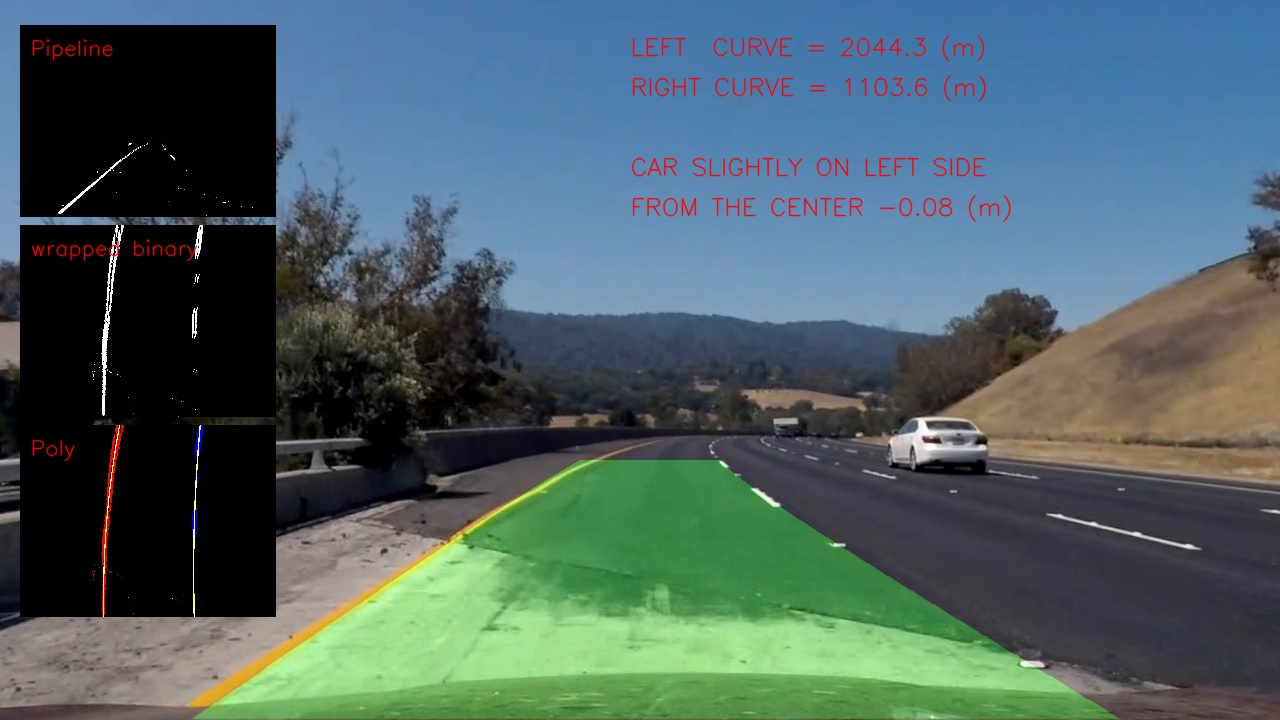 Pipeline
wrapped binary
Poly
LEFT  CURVE = 2044.3 (m)
RIGHT CURVE = 1103.6 (m)
CAR SLIGHTLY ON LEFT SIDE
FROM THE CENTER -0.08 (m)